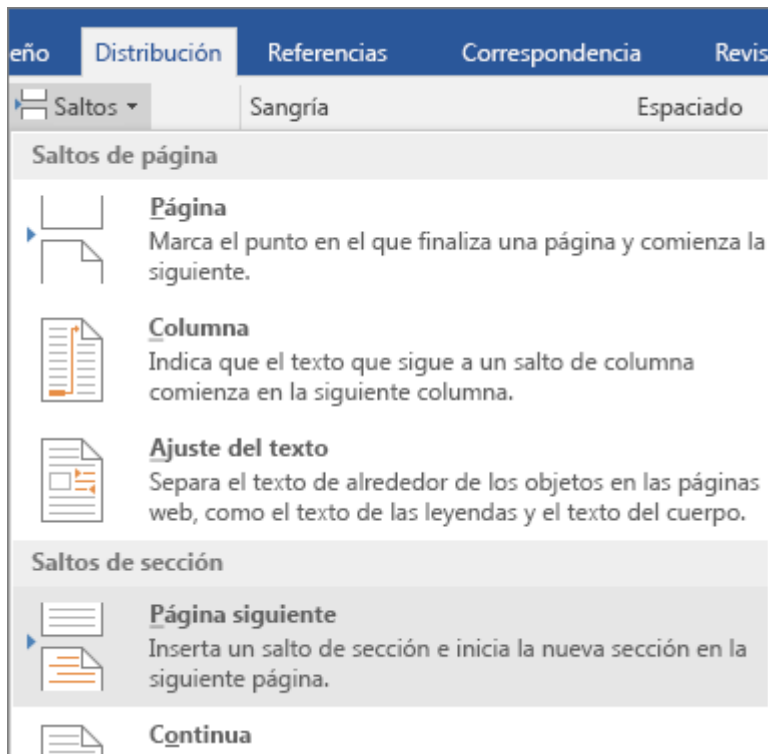 eño Distribución Referencias Correspondencia Revis
Saltos Sangría Espaciado
Saltos de página
Página
Marca el punto en el que finaliza una página y comienza la
siguiente.
Columna
Indica que el texto que sigue a un salto de columna
comienza en la siguiente columna.
Ajuste del texto
Separa el texto de alrededor de los objetos en las páginas
web, como el texto de las leyendas y el texto del cuerpo.
Saltos de sección
Página siguiente
Inserta un salto de sección e inicia la nueva sección en la
siguiente página.
Continua